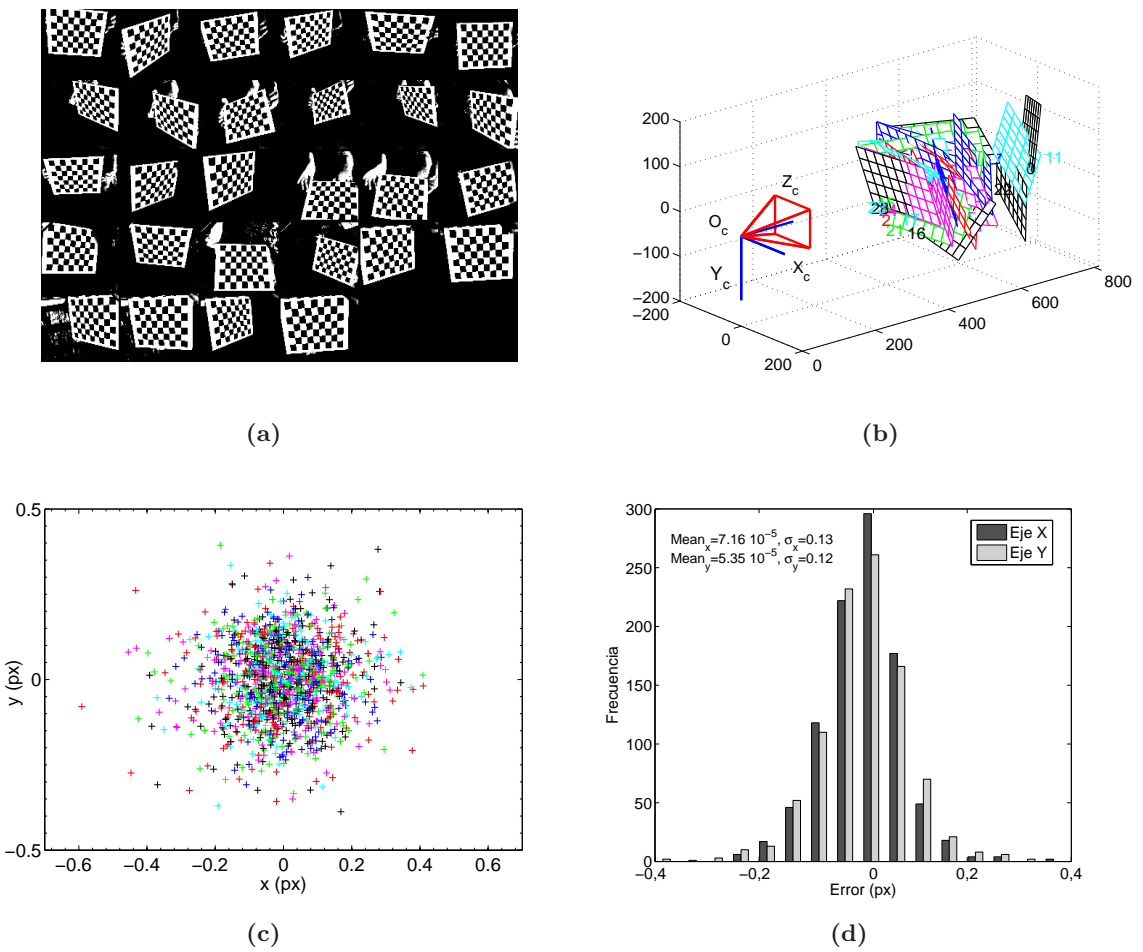 (a)
200
100
0
−100
−200
−200
0
200
0
200
400
600
800
Z_c
O_c
X_c
Y_c
11
16
2
(b)
0.5
0
−0.5
−0.6
−0.4
−0.2
0
0.2
0.4
0.6
y (px)
x (px)
(c)
300
250
200
150
100
50
0
−0,4
−0,2
0
0,2
0,4
Frecuencia
Error (px)
Mean_x=7.16 10^-5, σ_x=0.13
Mean_y=5.35 10^-5, σ_y=0.12
Eje X
Eje Y
(d)